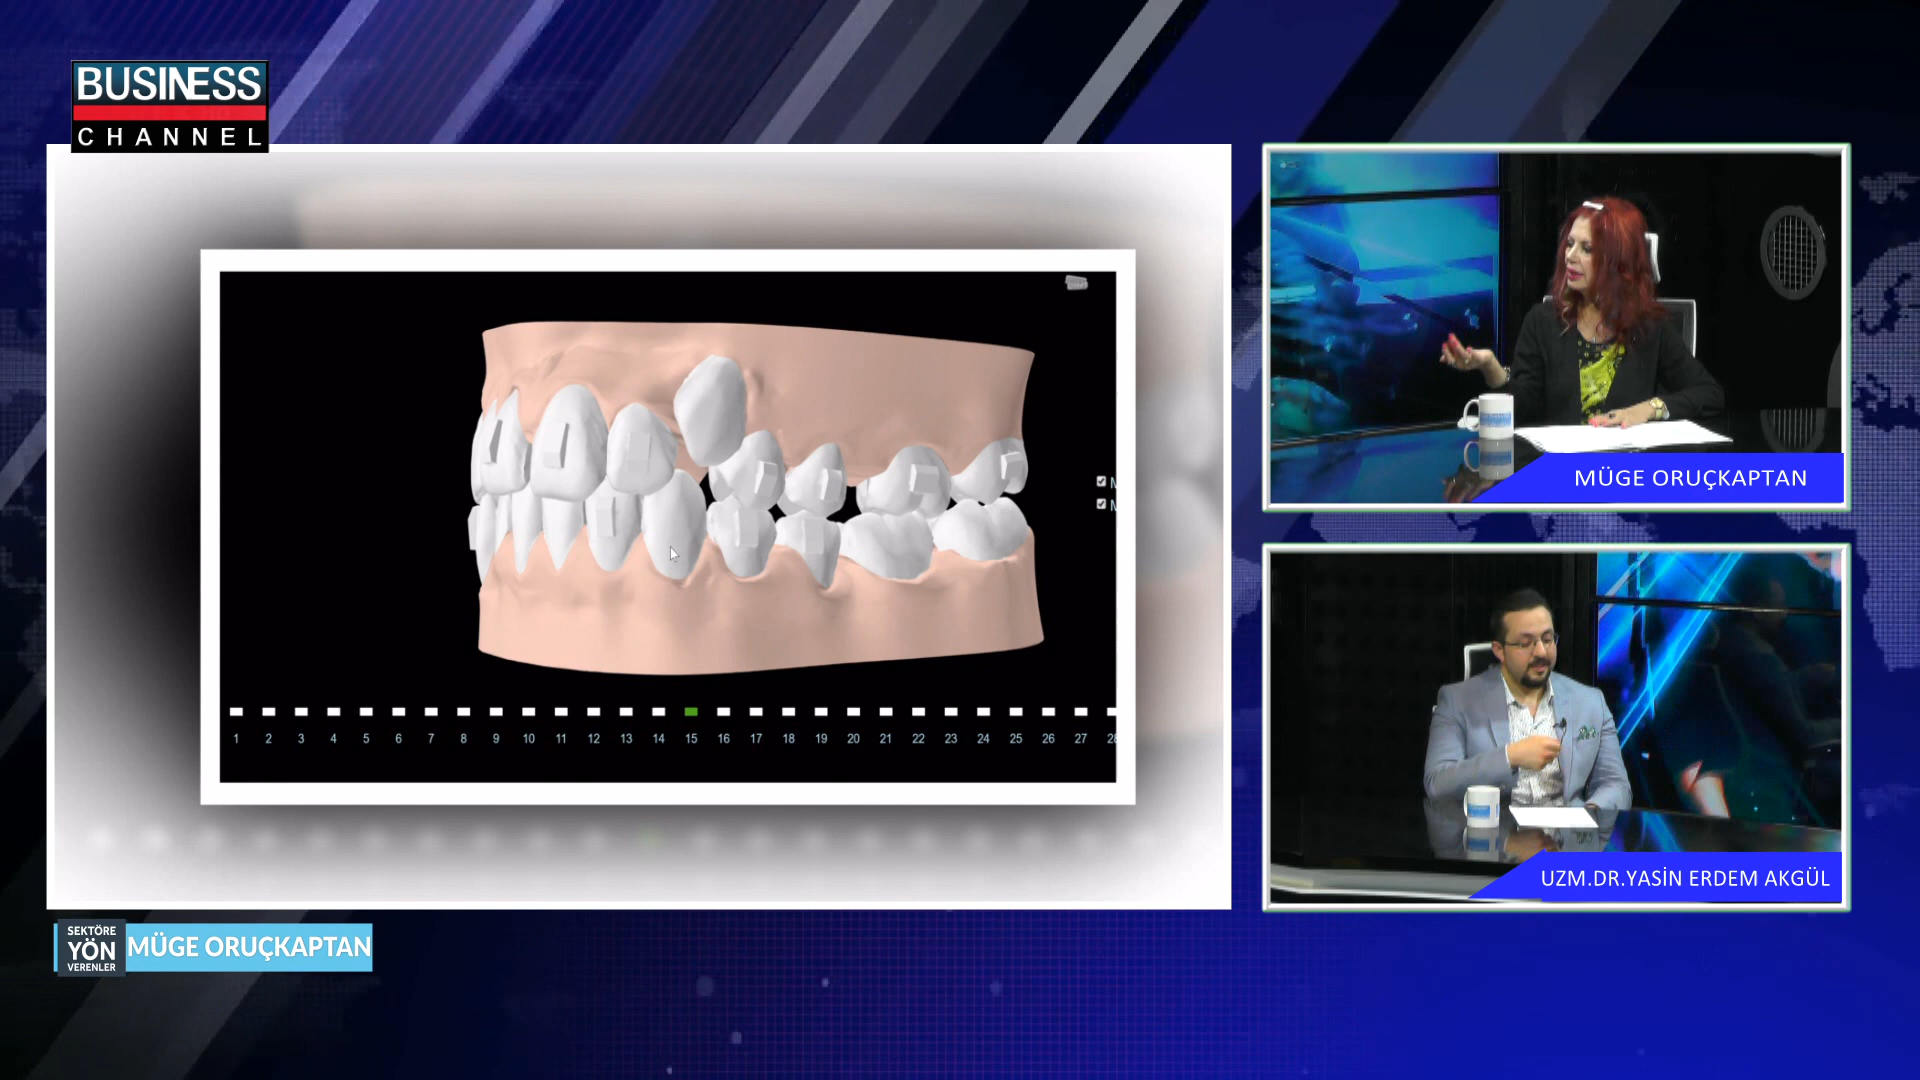 BUSINESS
CHANNEL
1 2 3 4 5 6 7 8 9 10 11 12 13 14 15 16 17 18 19 20 21 22 23 24 25 26 27 28
MÜGE ORUÇKAPTAN
UZM.DR.YASİN ERDEM AKGÜL
SEKTÖRE
YÖN
VERENLER
MÜGE ORUÇKAPTAN